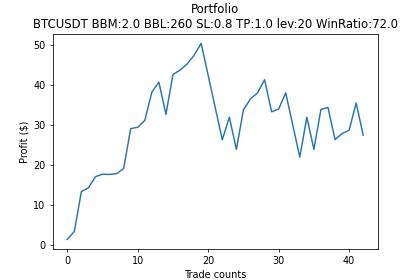 Portfolio
BTCUSDT BBM:2.0 BBL:260 SL:0.8 TP:1.0 lev:20 WinRatio:72.0
50
40
30
20
10
0
Profit ($)
0 10 20 30 40
Trade counts